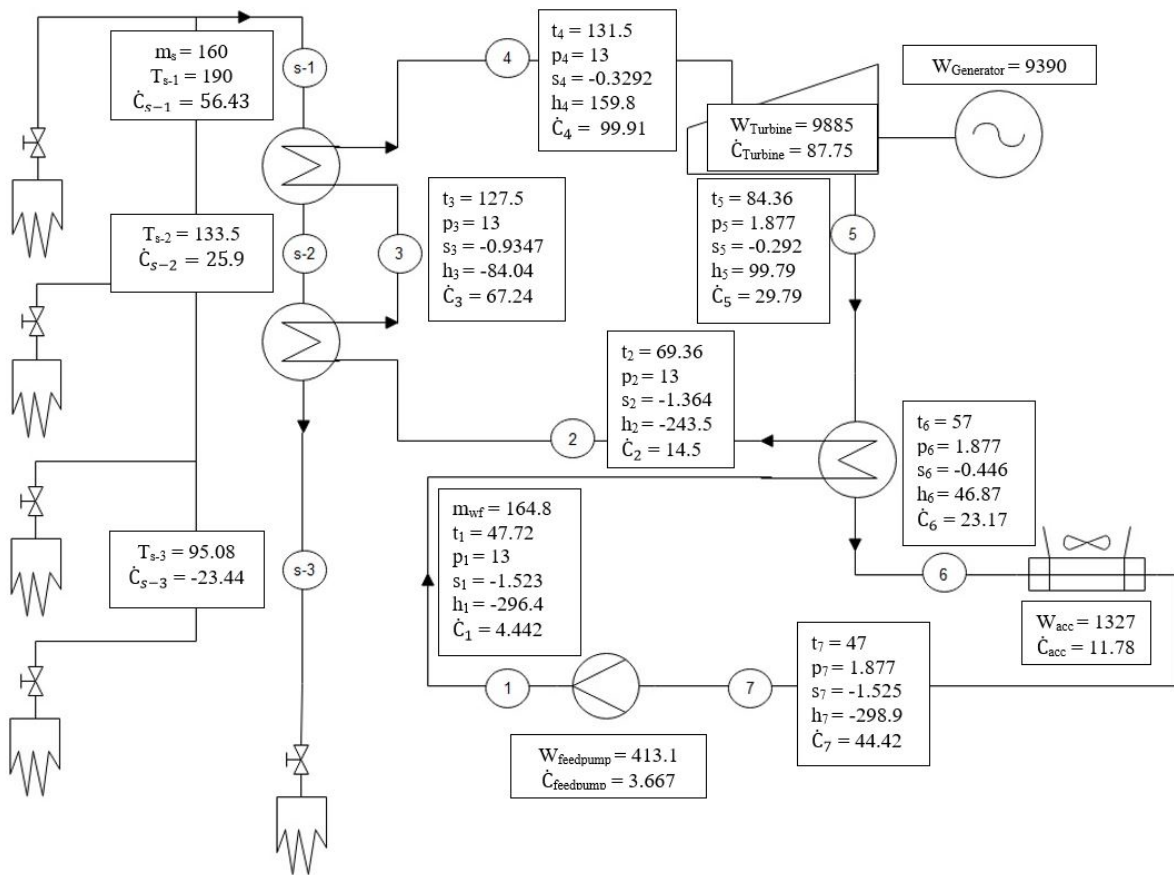 mₛ = 160
Tₛ₋₁ = 190
Ċₛ₋₁ = 56.43
s-1
4
t₄ = 131.5
p₄ = 13
s₄ = -0.3292
h₄ = 159.8
Ċ₄ = 99.91
W_Generator = 9390
W_Turbine = 9885
Ċ_Turbine = 87.75
Tₛ₋₂ = 133.5
Ċₛ₋₂ = 25.9
s-2
3
t₃ = 127.5
p₃ = 13
s₃ = -0.9347
h₃ = -84.04
Ċ₃ = 67.24
t₅ = 84.36
p₅ = 1.877
s₅ = -0.292
h₅ = 99.79
Ċ₅ = 29.79
5
2
t₂ = 69.36
p₂ = 13
s₂ = -1.364
h₂ = -243.5
Ċ₂ = 14.5
t₆ = 57
p₆ = 1.877
s₆ = -0.446
h₆ = 46.87
Ċ₆ = 23.17
6
Tₛ₋₃ = 95.08
Ċₛ₋₃ = -23.44
s-3
m_wf = 164.8
t₁ = 47.72
p₁ = 13
s₁ = -1.523
h₁ = -296.4
Ċ₁ = 4.442
W_acc = 1327
Ċ_acc = 11.78
1
7
t₇ = 47
p₇ = 1.877
s₇ = -1.525
h₇ = -298.9
Ċ₇ = 44.42
W_feedpump = 413.1
Ċ_feedpump = 3.667